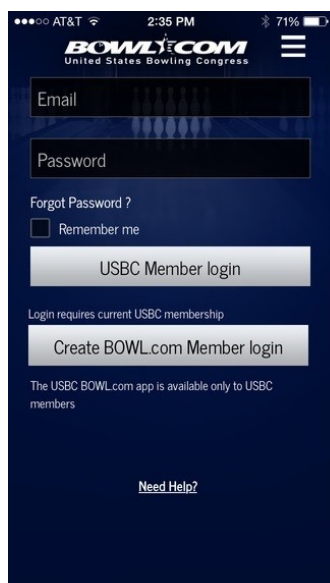 AT&T 2:35 PM 71%
BOWL.COM
United States Bowling Congress
Email
Password
Forgot Password ?
Remember me
USBC Member login
Login requires current USBC membership
Create BOWL.com Member login
The USBC BOWL.com app is available only to USBC
members
Need Help?